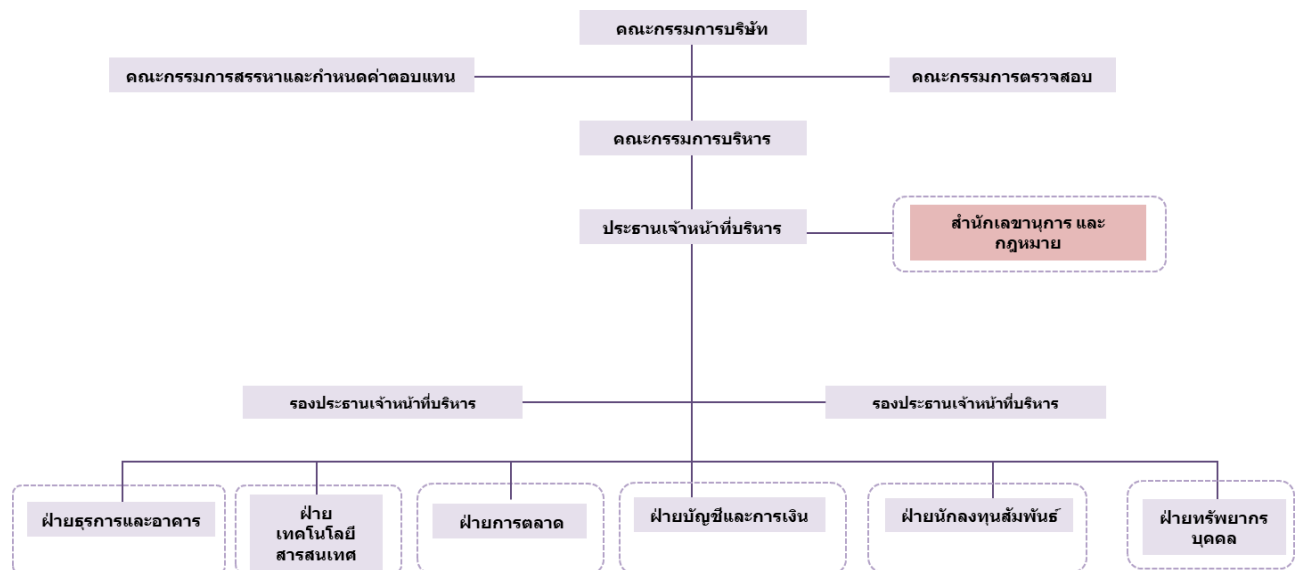 คณะกรรมการบริษัท
คณะกรรมการสรรหาและกำหนดค่าตอบแทน
คณะกรรมการตรวจสอบ
คณะกรรมการบริหาร
ประธานเจ้าหน้าที่บริหาร
สำนักเลขานุการ และ
กฎหมาย
รองประธานเจ้าหน้าที่บริหาร
รองประธานเจ้าหน้าที่บริหาร
ฝ่ายธุรการและอาคาร
ฝ่าย
เทคโนโลยี
สารสนเทศ
ฝ่ายการตลาด
ฝ่ายบัญชีและการเงิน
ฝ่ายนักลงทุนสัมพันธ์
ฝ่ายทรัพยากร
บุคคล